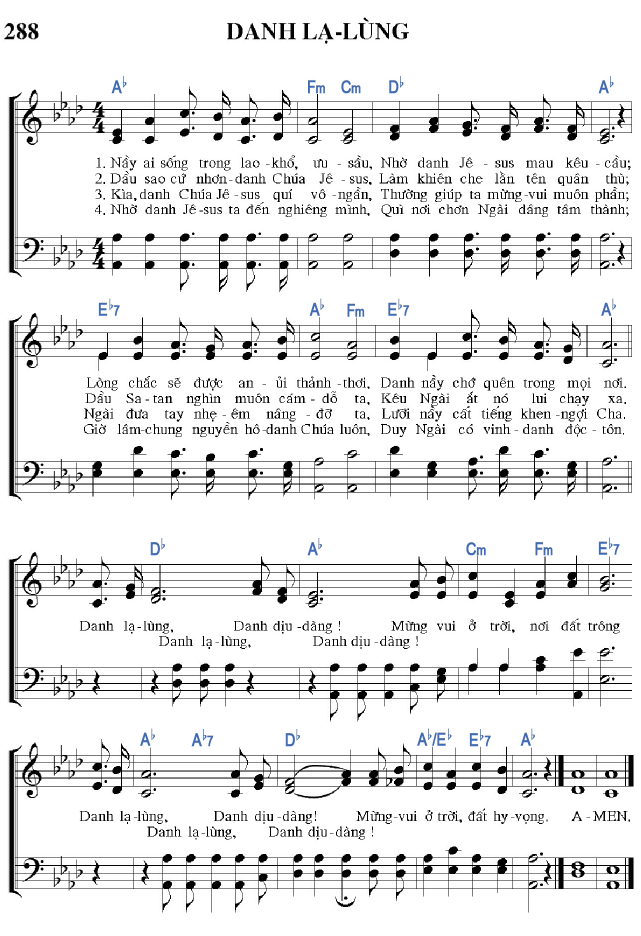 288 DANH LẠ-LÙNG
A♭ Fm Cm D♭ A♭
1. Nầy ai sống trong lao-khổ, ưu-sầu, Nhờ danh Jê-sus mau kêu-cầu;
2. Dầu sao cứ nhơn-danh Chúa Jê-sus, Làm khiên che lằn tên quân thù;
3. Kìa, danh Chúa Jê-sus quí vô-ngần, Thường giúp ta mừng-vui muôn phần;
4. Nhờ danh Jê-sus ta đến nghiêng mình, Quì nơi chơn Ngài dâng tâm thành;
E♭7 A♭ Fm E♭7 A♭
Lòng chắc sẽ được an-ủi thảnh-thơi, Danh nầy chớ quên trong mọi nơi.
Dầu Sa-tan nghìn muôn cám-dỗ ta, Kêu Ngài ắt nó lui chạy xa.
Ngài đưa tay nhẹ-êm nâng-đỡ ta, Lưỡi nầy cất tiếng khen-ngợi Cha.
Giờ lâm-chung nguyền hô-danh Chúa luôn, Duy Ngài có vinh-danh độc-tôn.
D♭ A♭ Cm Fm E♭7
Danh lạ-lùng, Danh dịu-dàng! Mừng vui ở trời, nơi đất trông
Danh lạ-lùng, Danh dịu-dàng!
A♭ A♭7 D♭ A♭/E♭ E♭7 A♭
Danh lạ-lùng, Danh dịu-dàng! Mừng-vui ở trời, đất hy-vọng. A-MEN.
Danh lạ-lùng, Danh dịu-dàng!